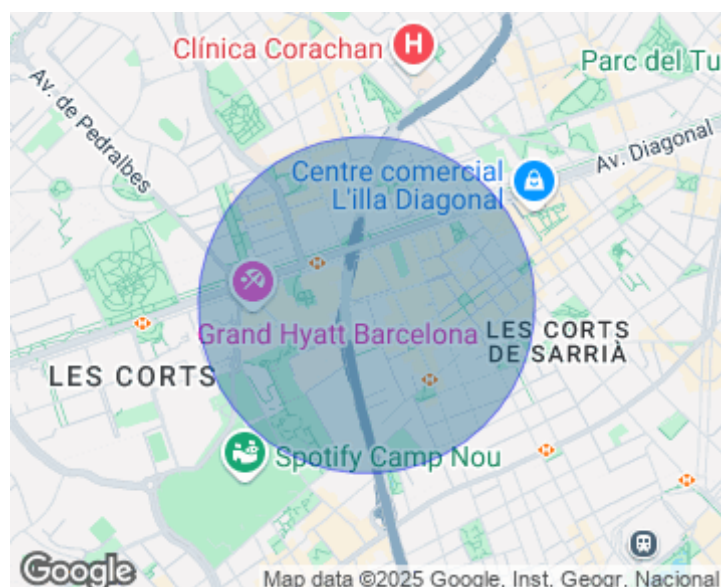 Clínica Corachan
H
Parc del Tu
Av. de Pedralbes
Av. Diagonal
Centre comercial
L'illa Diagonal
Grand Hyatt Barcelona
LES CORTS
DE SARRIÀ
LES CORTS
Spotify Camp Nou
Google
Map data ©2025 Google, Inst. Geogr. Nacional